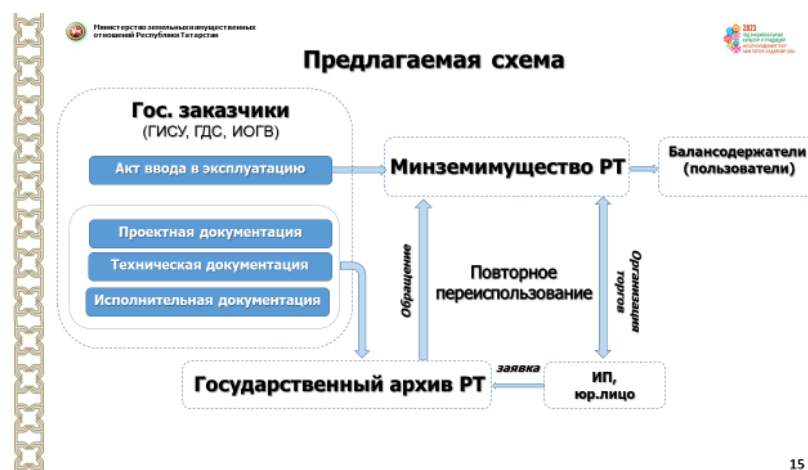 Министерство земельных и имущественных
отношений Республики Татарстан
2023
Предлагаемая схема
Гос. заказчики
(ГИСУ, ГДС, ИОГВ)
Акт ввода в эксплуатацию
Минземимущество РТ
Балансодержатели
(пользователи)
Проектная документация
Техническая документация
Исполнительная документация
Обращение
Повторное
переиспользование
Организация
торгов
Государственный архив РТ
заявка
ИП,
юр.лицо
15